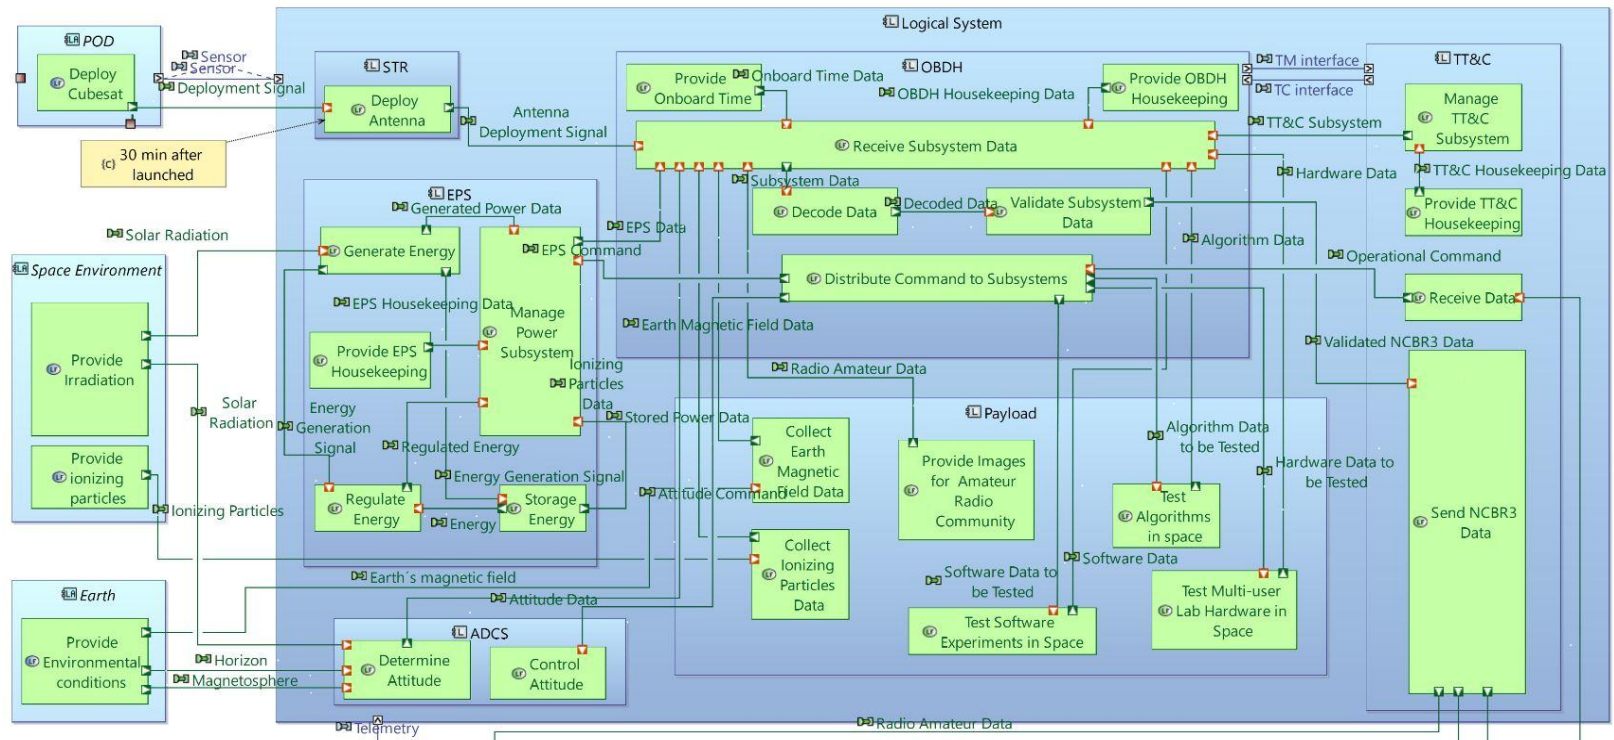 Logical System
POD
Deploy
Cubesat
Sensor
Sensor
Deployment Signal
{c} 30 min after
launched
STR
Deploy
Antenna
Antenna
Deployment Signal
OBDH
Provide
Onboard Time
Onboard Time Data
OBDH Housekeeping Data
Provide OBDH
Housekeeping
Receive Subsystem Data
Subsystem Data
Decode Data
Decoded Data
Validate Subsystem
Data
Distribute Command to Subsystems
TM interface
TC interface
TT&C
Manage
TT&C
Subsystem
TT&C Subsystem
Hardware Data
TT&C Housekeeping Data
Provide TT&C
Housekeeping
Algorithm Data
Operational Command
Receive Data
Validated NCBR3 Data
Send NCBR3
Data
EPS
Generated Power Data
Generate Energy
EPS Data
EPS Command
EPS Housekeeping Data
Manage
Power
Subsystem
Provide EPS
Housekeeping
Ionizing
Particles
Data
Energy
Generation
Signal
Regulated Energy
Stored Power Data
Energy Generation Signal
Regulate
Energy
Energy
Storage
Energy
Solar Radiation
Space Environment
Provide
Irradiation
Solar
Radiation
Provide
ionizing
particles
Ionizing Particles
Earth Magnetic Field Data
Radio Amateur Data
Payload
Collect
Earth
Magnetic
Field Data
Attitude Command
Provide Images
for Amateur
Radio
Community
Algorithm Data
to be Tested
Hardware Data to
be Tested
Test
Algorithms
in space
Collect
Ionizing
Particles
Data
Software Data
Software Data to
be Tested
Test Software
Experiments in Space
Test Multi-user
Lab Hardware in
Space
Earth
Provide
Environmental
conditions
Earth´s magnetic field
Attitude Data
ADCS
Determine
Attitude
Control
Attitude
Horizon
Magnetosphere
Telemetry
Radio Amateur Data